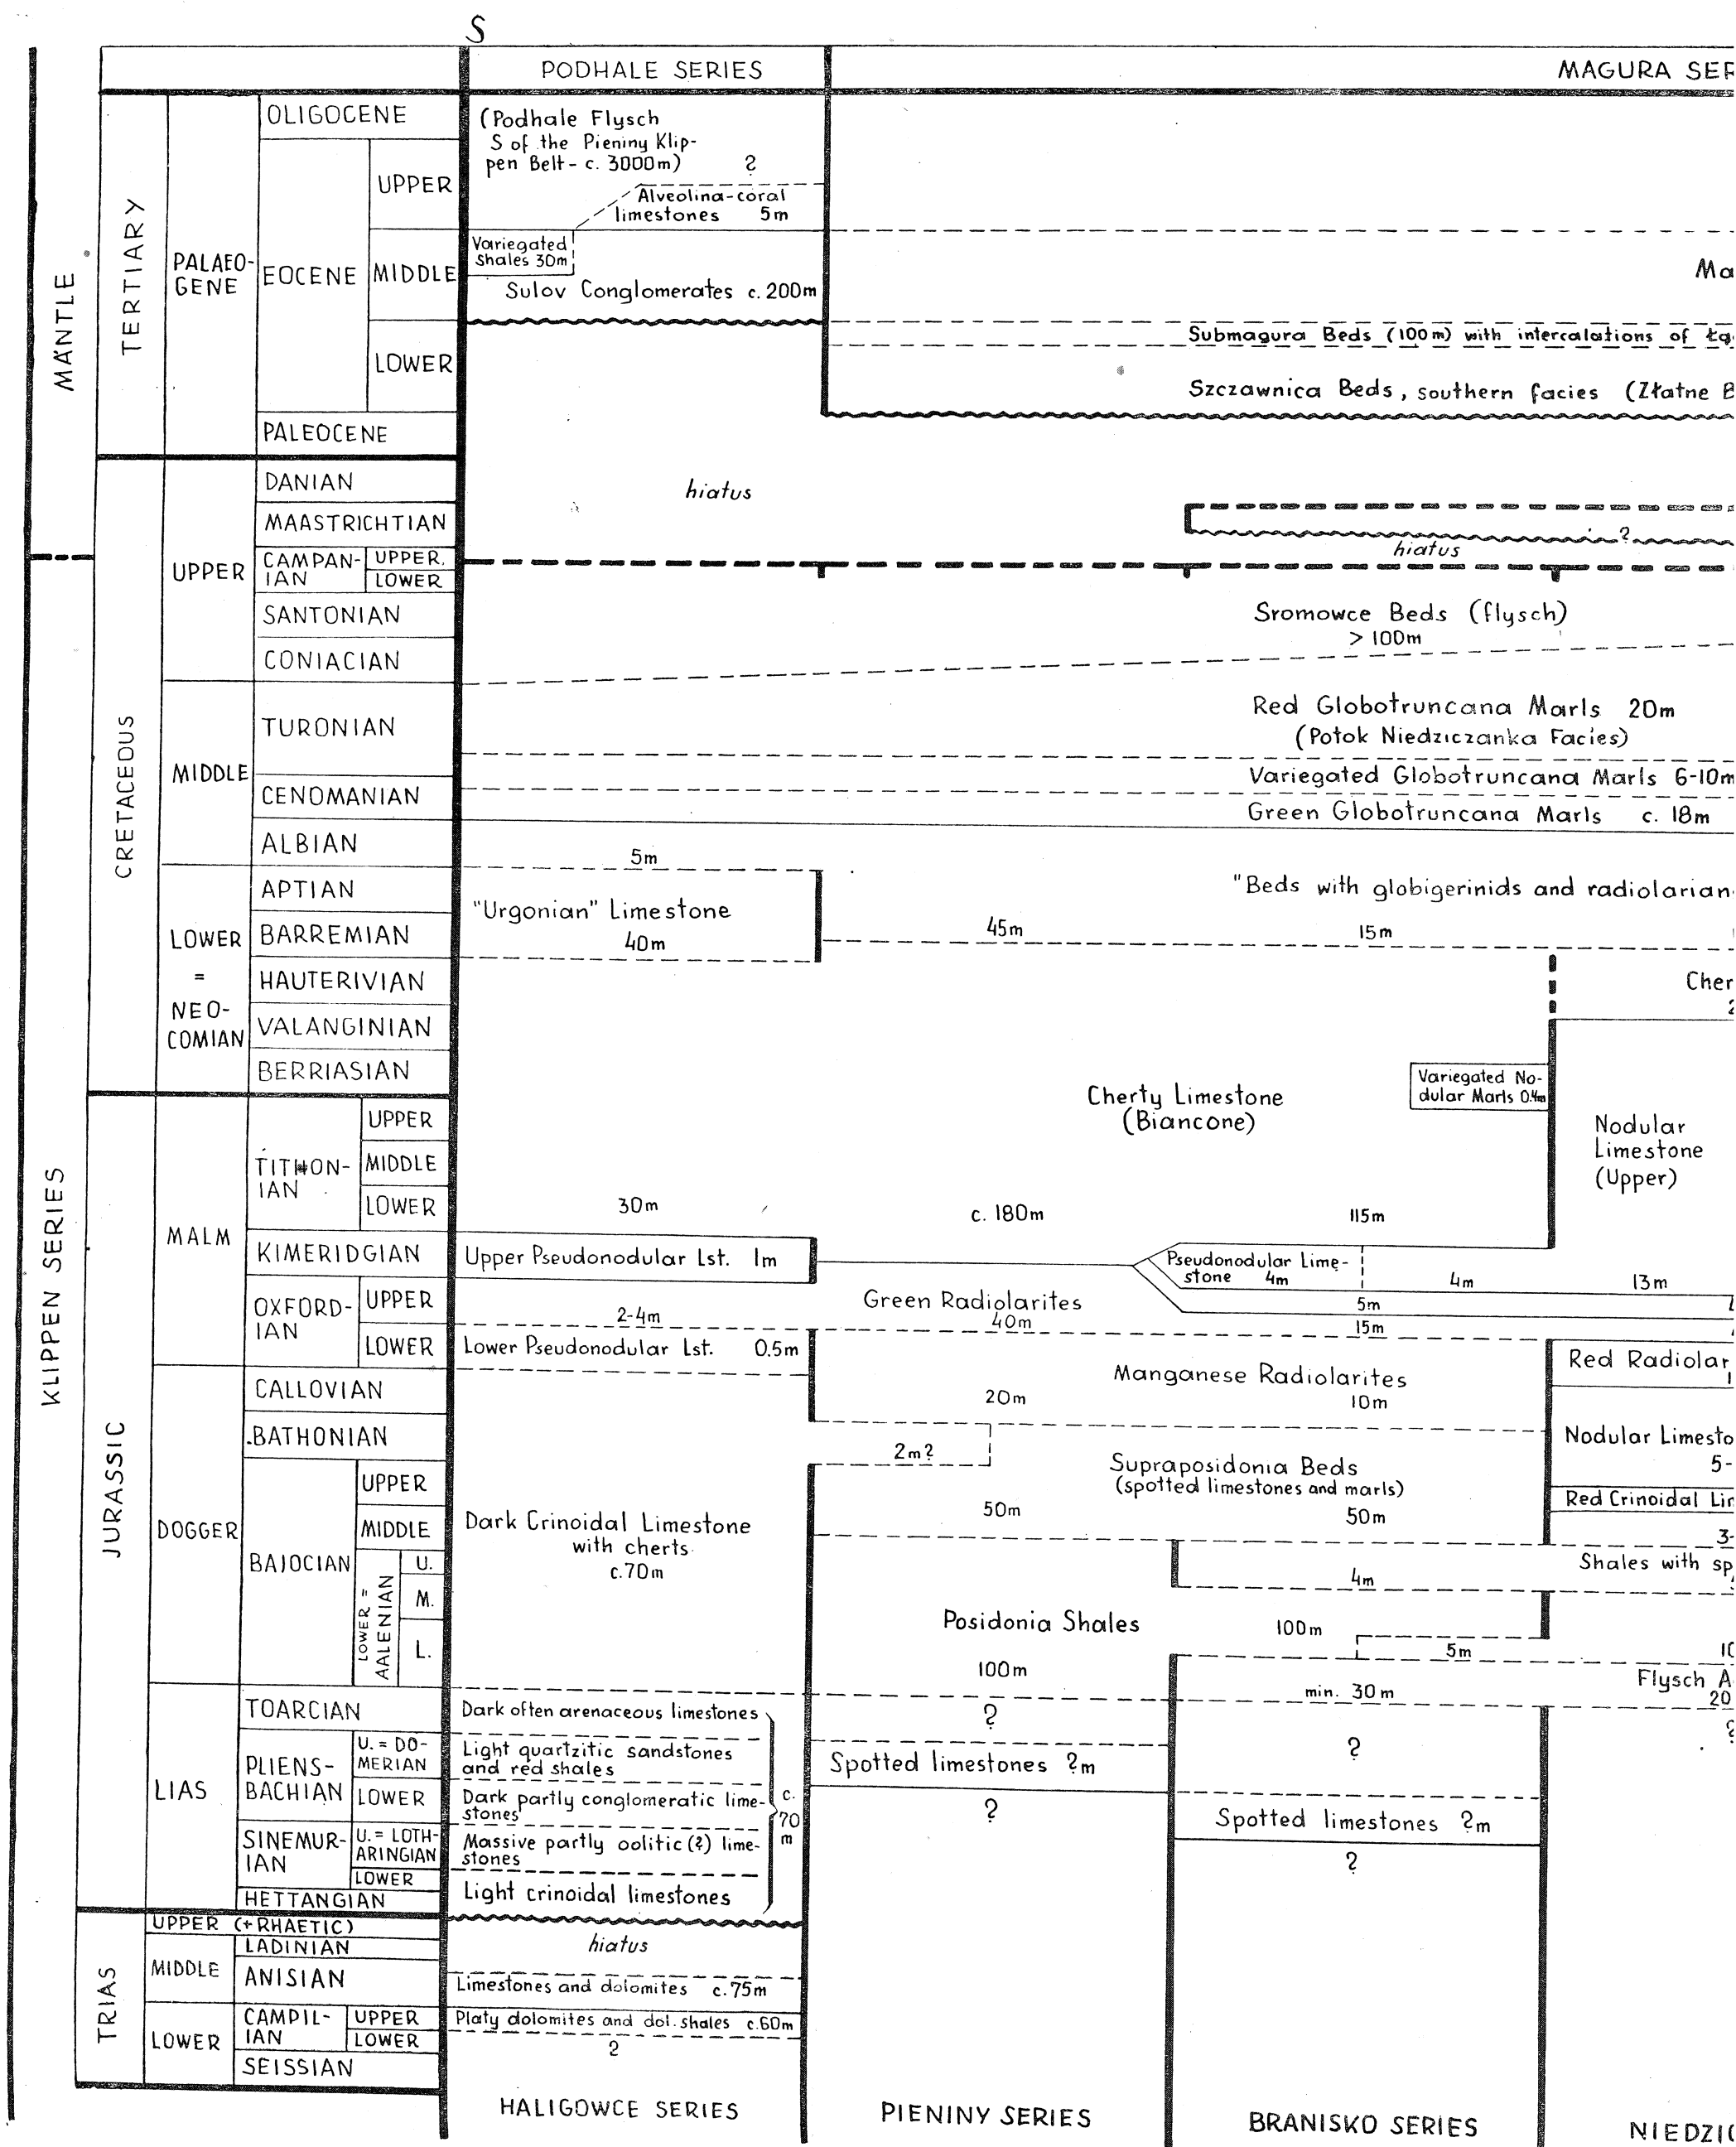 S
PODHALE SERIES
MAGURA SER
MANTLE
KLIPPEN SERIES
TERTIARY
CRETACEOUS
JURASSIC
TRIAS
PALAEO-
GENE
OLIGOCENE
EOCENE
UPPER
MIDDLE
LOWER
PALEOCENE
(Podhale Flysch
S of the Pieniny Klip-
pen Belt - c. 3000m) ?
Alveolina-coral
limestones 5m
Variegated
shales 30m
Sulov Conglomerates c. 200m
Ma
Submagura Beds (100m) with intercalations of Łą
Szczawnica Beds, southern facies (Złatne B
UPPER
DANIAN
MAASTRICHTIAN
CAMPAN-
IAN
UPPER.
LOWER
SANTONIAN
CONIACIAN
hiatus
?
hiatus
Sromowce Beds (flysch)
> 100m
MIDDLE
TURONIAN
CENOMANIAN
ALBIAN
Red Globotruncana Marls 20m
(Potok Niedziczanka Facies)
Variegated Globotruncana Marls 6-10m
Green Globotruncana Marls c. 18m
LOWER
=
NEO-
COMIAN
APTIAN
BARREMIAN
HAUTERIVIAN
VALANGINIAN
BERRIASIAN
5m
"Urgonian" Limestone
40m
"Beds with globigerinids and radiolarian
45m
15m
Cher
Cherty Limestone
(Biancone)
Variegated No-
dular Marls 0.4m
Nodular
Limestone
(Upper)
MALM
TITHON-
IAN
UPPER
MIDDLE
LOWER
KIMERIDGIAN
OXFORD-
IAN
UPPER
LOWER
30m
c. 180m
115m
Upper Pseudonodular Lst. 1m
Pseudonodular Lime-
stone 4m
4m
13m
2-4m
Green Radiolarites
40m
5m
15m
Lower Pseudonodular Lst. 0.5m
DOGGER
CALLOVIAN
BATHONIAN
BAJOCIAN
UPPER
MIDDLE
LOWER =
AALENIAN
U.
M.
L.
Manganese Radiolarites
20m
10m
Red Radiolar
2m?
Supraposidonia Beds
(spotted limestones and marls)
50m
50m
Nodular Limesto
5-
Red Crinoidal Lim
3-
Dark Crinoidal Limestone
with cherts
c.70m
Shales with sp
4m
Posidonia Shales
100m
100m
5m
10
min. 30m
Flysch A
20
LIAS
TOARCIAN
PLIENS-
BACHIAN
U. = DO-
MERIAN
LOWER
SINEMUR-
IAN
U. = LOTH-
ARINGIAN
LOWER
HETTANGIAN
Dark often arenaceous limestones
Light quartzitic sandstones
and red shales
Dark partly conglomeratic lime-
stones
Massive partly oolitic (?) lime-
stones
Light crinoidal limestones
c.
70
m
?
Spotted limestones ?m
?
?
Spotted limestones ?m
?
?
UPPER (+RHAETIC)
MIDDLE
LADINIAN
ANISIAN
LOWER
CAMPIL-
IAN
UPPER
LOWER
SEISSIAN
hiatus
Limestones and dolomites c.75m
Platy dolomites and dol. shales c.60m
?
HALIGOWCE SERIES
PIENINY SERIES
BRANISKO SERIES
NIEDZIC